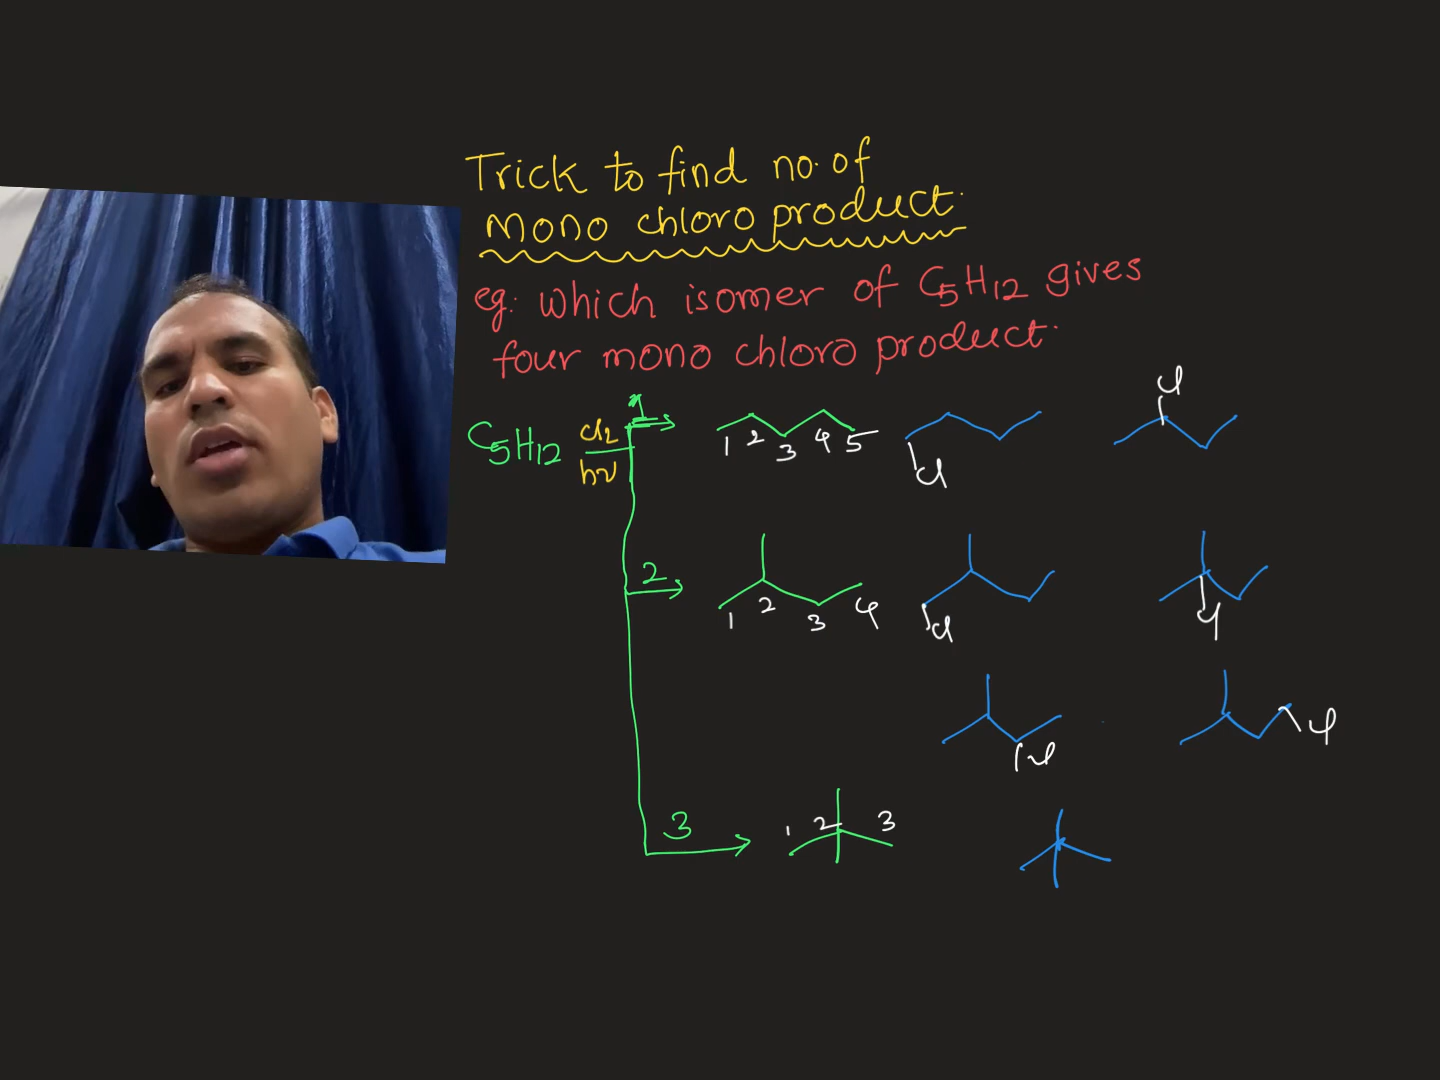 Trick to find no. of
mono chloro product.
eg: which isomer of C5H12 gives
four mono chloro product.
C5H12 Cl2 hν 1
1 2 3 4 5 Cl Cl
2
1 2 3 4 Cl Cl
Cl Cl
3
1 2 3